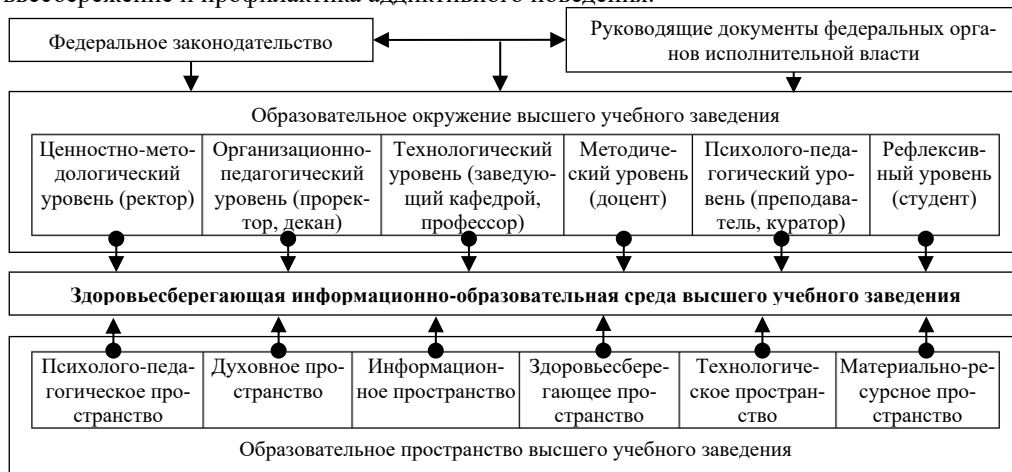 вьесбережение и профилактика аддиктивного поведения.
Федеральное законодательство
Руководящие документы федеральных орга-
нов исполнительной власти
Образовательное окружение высшего учебного заведения
Ценностно-мето-
дологический
уровень (ректор)
Организационно-
педагогический
уровень (прорек-
тор, декан)
Технологический
уровень (заведую-
щий кафедрой,
профессор)
Методиче-
ский уровень
(доцент)
Психолого-педа-
гогический уро-
вень (преподава-
тель, куратор)
Рефлексив-
ный уровень
(студент)
Здоровьесберегающая информационно-образовательная среда высшего учебного заведения
Психолого-педа-
гогическое про-
странство
Духовное про-
странство
Информацион-
ное пространство
Здоровьесбере-
гающее про-
странство
Технологиче-
ское простран-
ство
Материально-ре-
сурсное про-
странство
Образовательное пространство высшего учебного заведения